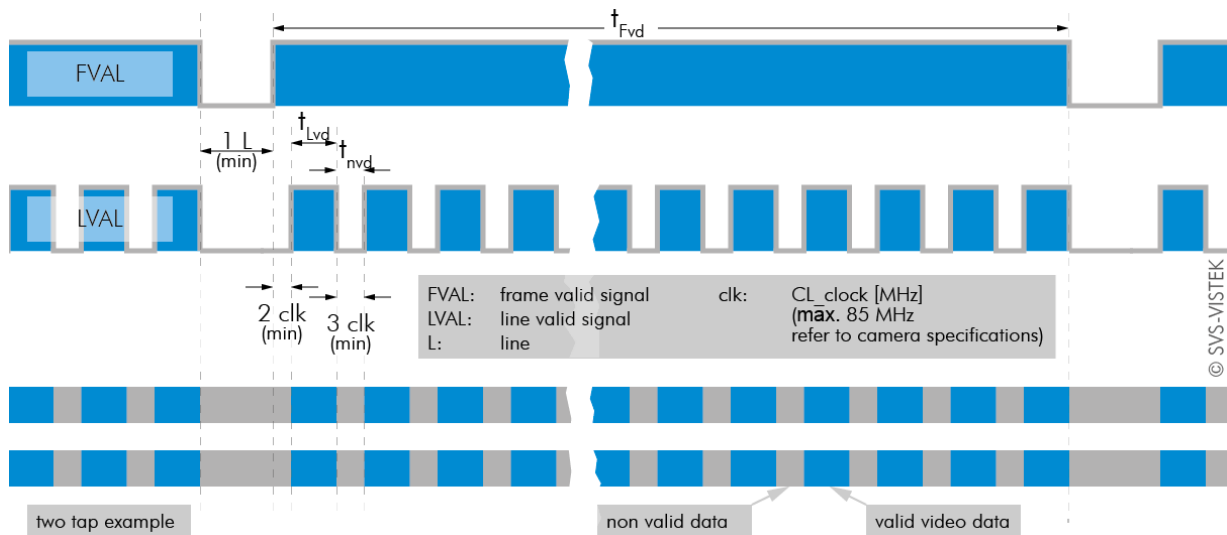 t_Fvd
FVAL
1 L
(min)
t_Lvd
t_nvd
LVAL
2 clk
(min)
3 clk
(min)
FVAL: frame valid signal
LVAL: line valid signal
L: line
clk: CL_clock [MHz]
(max. 85 MHz
refer to camera specifications)
© SVS-VISTEK
two tap example
non valid data
valid video data